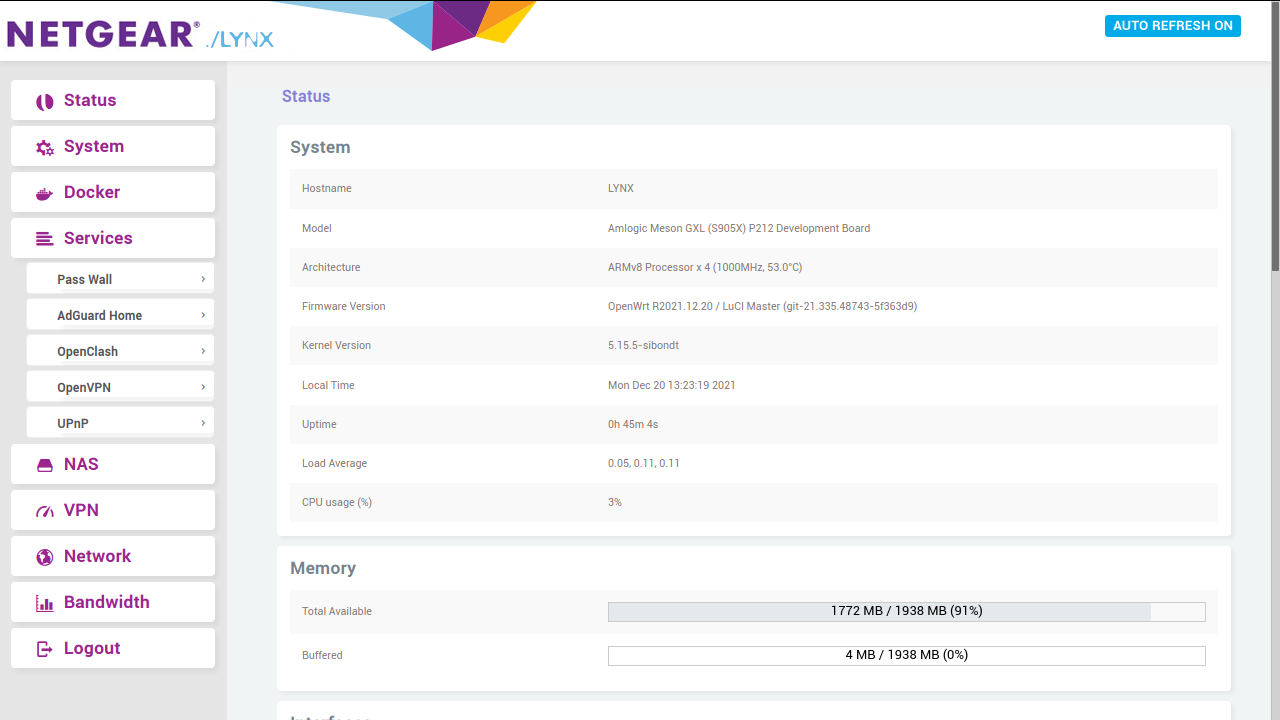 NETGEAR® ./LYNX
AUTO REFRESH ON
Status
System
Docker
Services
Pass Wall ›
AdGuard Home ›
OpenClash ›
OpenVPN ›
UPnP ›
NAS
VPN
Network
Bandwidth
Logout
Status
System
Hostname LYNX
Model Amlogic Meson GXL (S905X) P212 Development Board
Architecture ARMv8 Processor x 4 (1000MHz, 53.0°C)
Firmware Version OpenWrt R2021.12.20 / LuCI Master (git-21.335.48743-5f363d9)
Kernel Version 5.15.5-sibondt
Local Time Mon Dec 20 13:23:19 2021
Uptime 0h 45m 4s
Load Average 0.05, 0.11, 0.11
CPU usage (%) 3%
Memory
Total Available 1772 MB / 1938 MB (91%)
Buffered 4 MB / 1938 MB (0%)